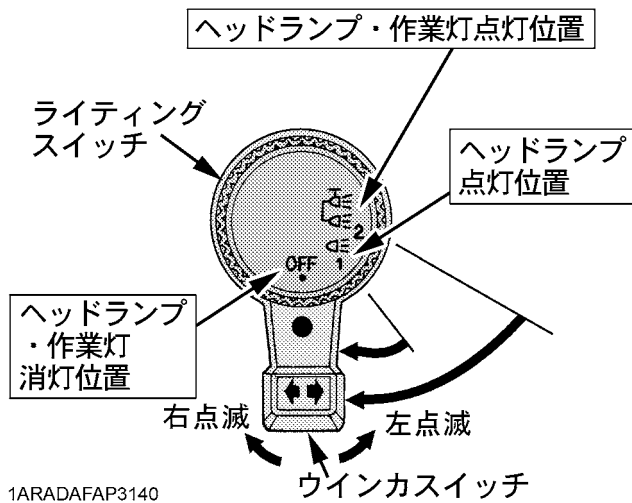 ヘッドランプ・作業灯点灯位置
ライティング
スイッチ
ヘッドランプ
点灯位置
2
1
OFF
ヘッドランプ
・作業灯
消灯位置
右点滅
左点滅
ウインカスイッチ
1ARADAFAP3140